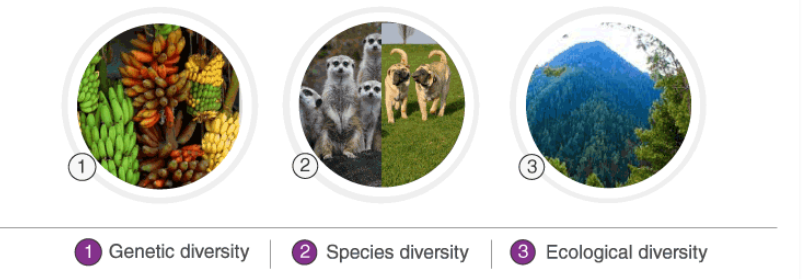 1
2
3
1 Genetic diversity
2 Species diversity
3 Ecological diversity